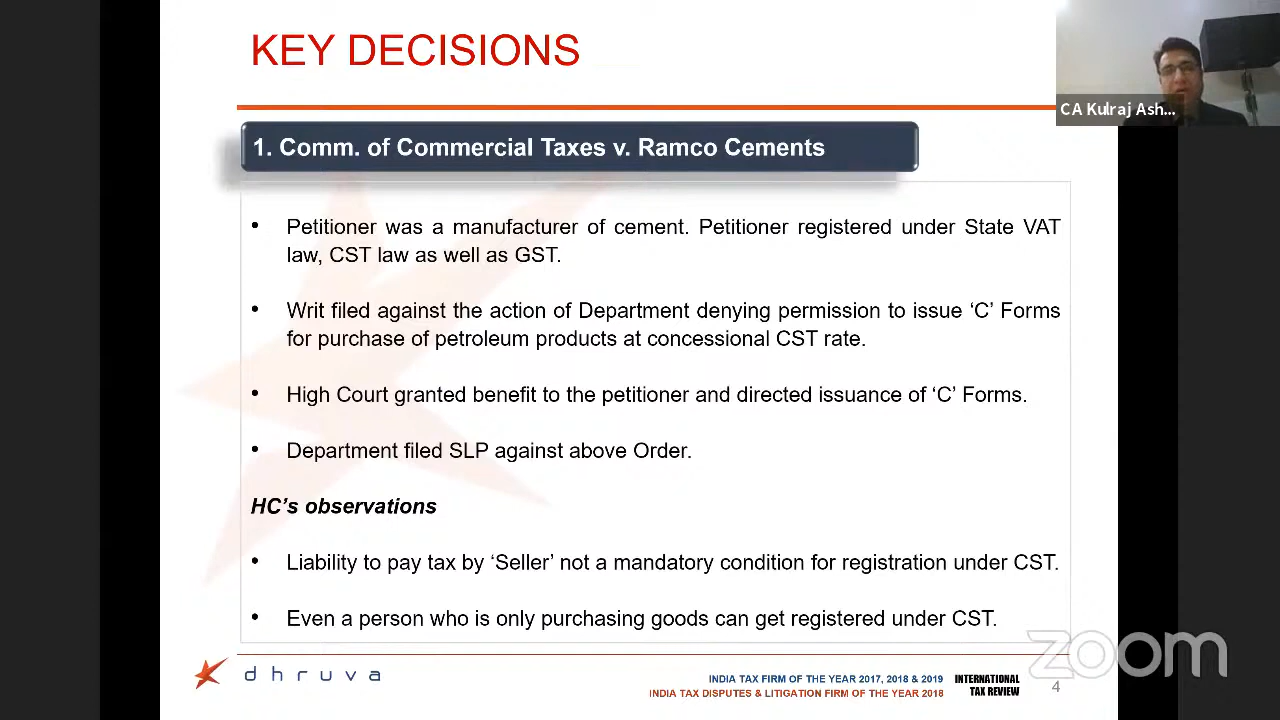 KEY DECISIONS
CA Kulraj Ash...
1. Comm. of Commercial Taxes v. Ramco Cements
• Petitioner was a manufacturer of cement. Petitioner registered under State VAT
law, CST law as well as GST.
• Writ filed against the action of Department denying permission to issue ‘C’ Forms
for purchase of petroleum products at concessional CST rate.
• High Court granted benefit to the petitioner and directed issuance of ‘C’ Forms.
• Department filed SLP against above Order.
HC’s observations
• Liability to pay tax by ‘Seller’ not a mandatory condition for registration under CST.
• Even a person who is only purchasing goods can get registered under CST.
zoom
dhruva
INDIA TAX FIRM OF THE YEAR 2017, 2018 & 2019
INDIA TAX DISPUTES & LITIGATION FIRM OF THE YEAR 2018
INTERNATIONAL
TAX REVIEW
4